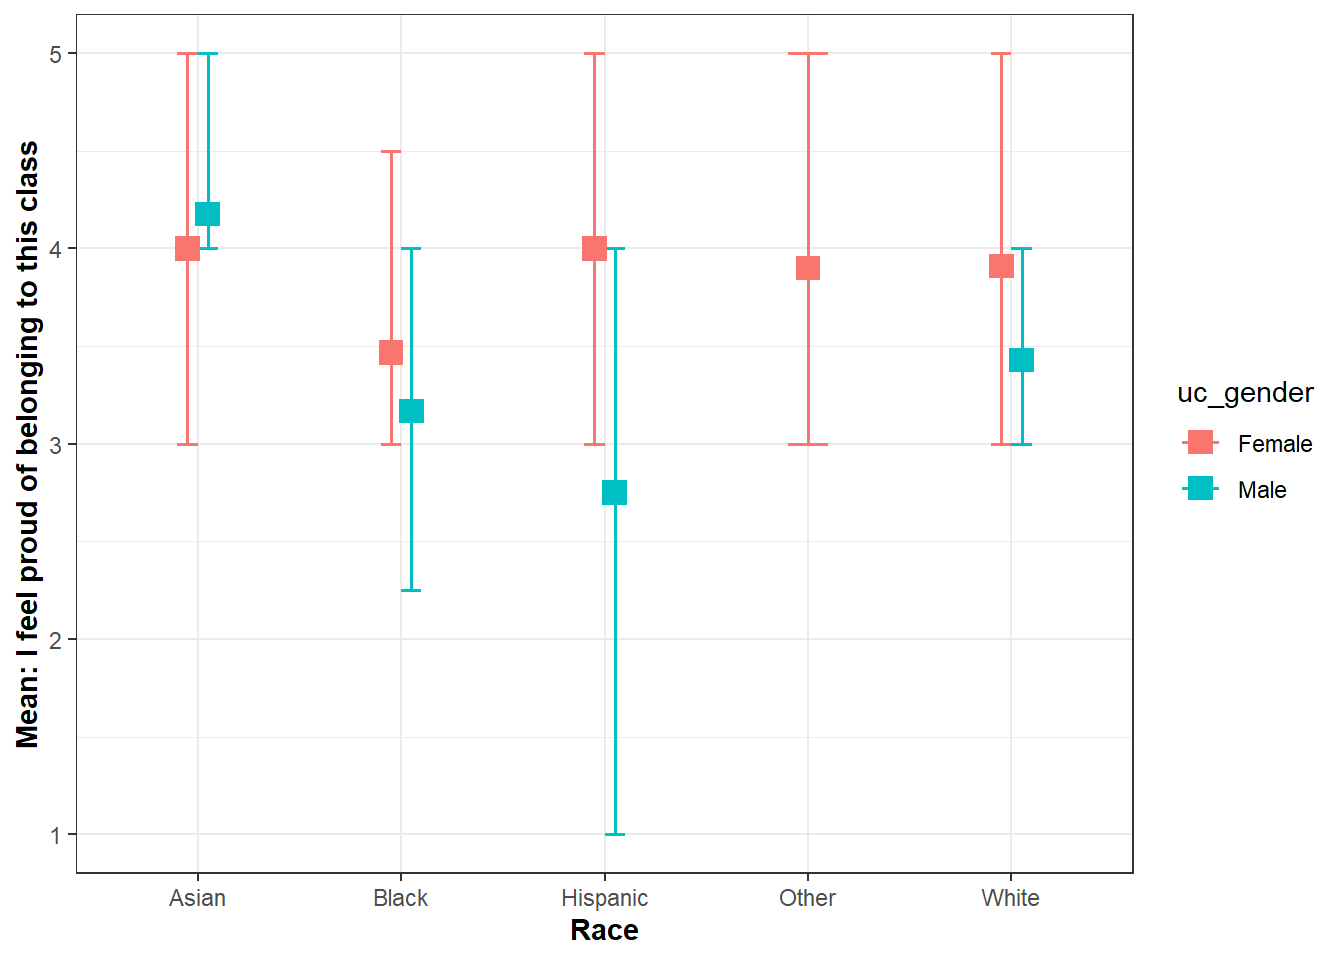 Mean: I feel proud of belonging to this class
5
4
3
2
1
Asian
Black
Hispanic
Other
White
Race
uc_gender
Female
Male